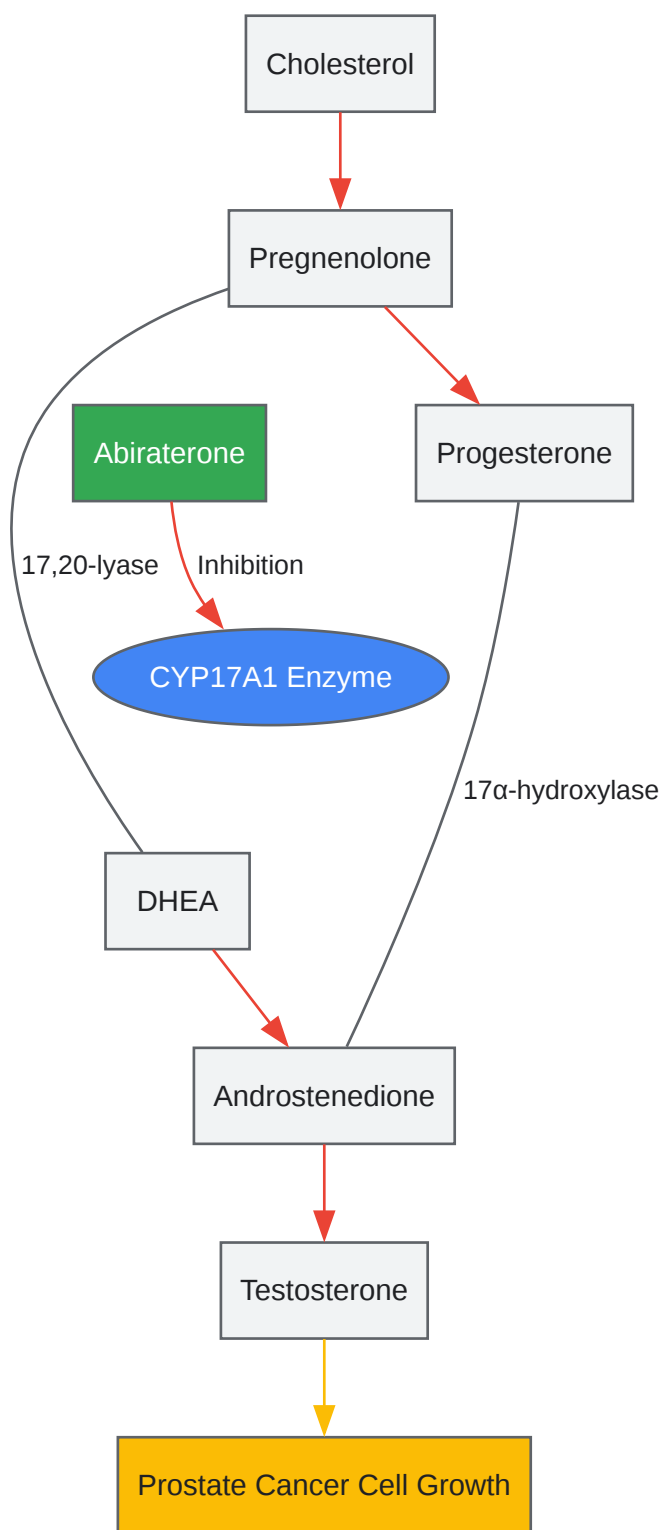 Cholesterol
Pregnenolone
Abiraterone
Progesterone
17,20-lyase
Inhibition
CYP17A1 Enzyme
17α-hydroxylase
DHEA
Androstenedione
Testosterone
Prostate Cancer Cell Growth